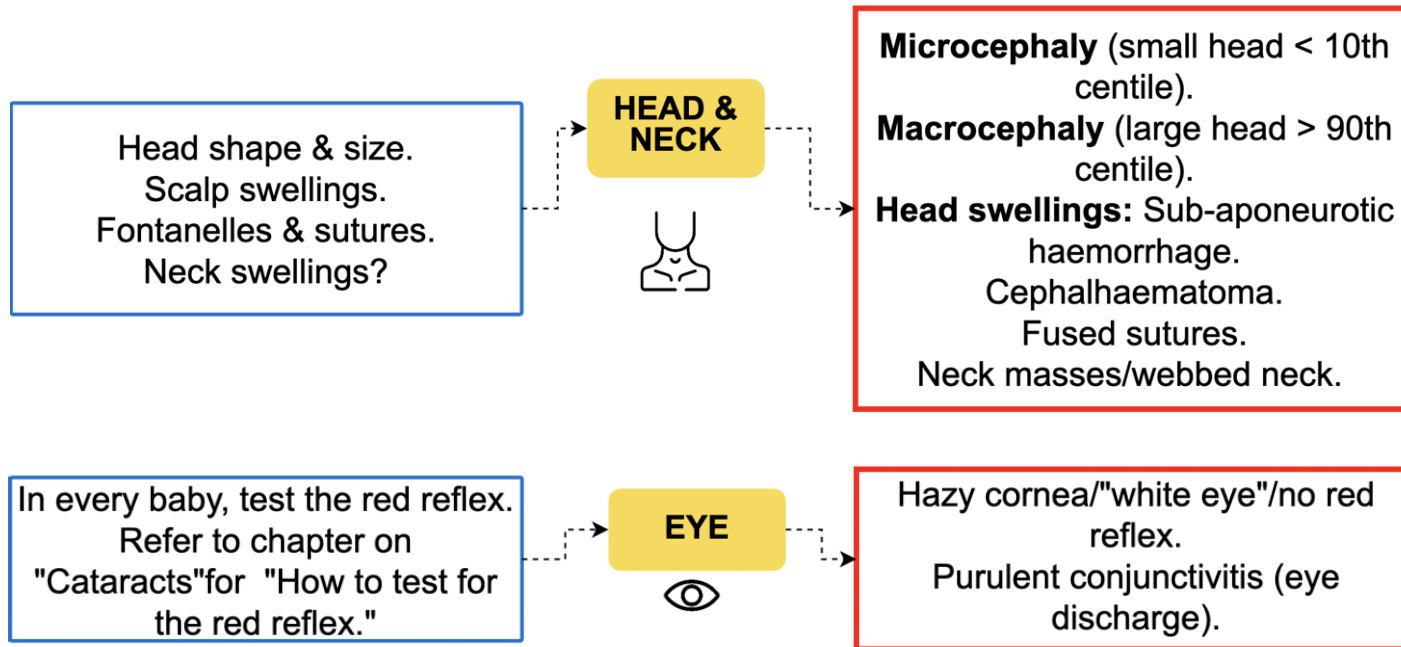 Head shape & size.
Scalp swellings.
Fontanelles & sutures.
Neck swellings?
HEAD &
NECK
Microcephaly (small head < 10th
centile).
Macrocephaly (large head > 90th
centile).
Head swellings: Sub-aponeurotic
haemorrhage.
Cephalhaematoma.
Fused sutures.
Neck masses/webbed neck.
In every baby, test the red reflex.
Refer to chapter on
"Cataracts"for "How to test for
the red reflex."
EYE
Hazy cornea/"white eye"/no red
reflex.
Purulent conjunctivitis (eye
discharge).